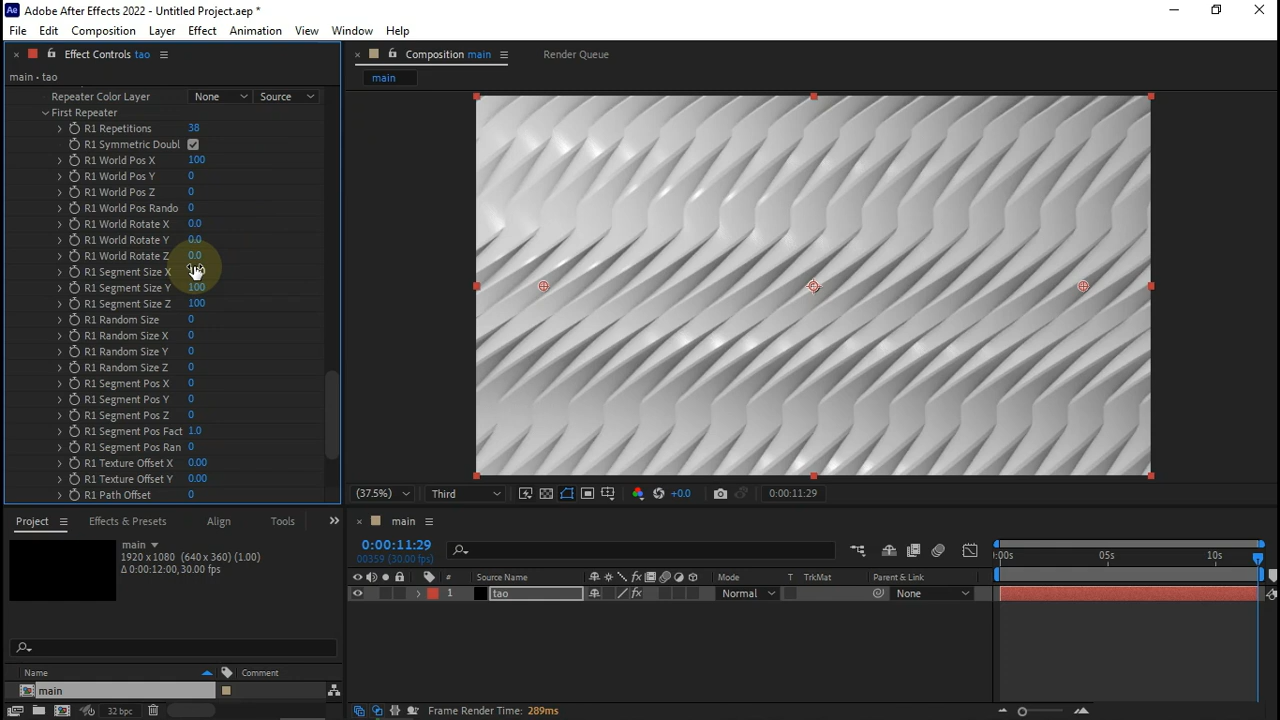 Adobe After Effects 2022 - Untitled Project.aep *
File Edit Composition Layer Effect Animation View Window Help
Effect Controls tao
Composition main
Render Queue
main • tao
main
Repeater Color Layer None Source
First Repeater
R1 Repetitions 38
R1 Symmetric Doubl
R1 World Pos X 100
R1 World Pos Y 0
R1 World Pos Z 0
R1 World Pos Rando 0
R1 World Rotate X 0.0
R1 World Rotate Y 0.0
R1 World Rotate Z 0.0
R1 Segment Size X
R1 Segment Size Y 100
R1 Segment Size Z 100
R1 Random Size 0
R1 Random Size X 0
R1 Random Size Y 0
R1 Random Size Z 0
R1 Segment Pos X 0
R1 Segment Pos Y 0
R1 Segment Pos Z 0
R1 Segment Pos Fact 1.0
R1 Segment Pos Ran 0
R1 Texture Offset X 0.00
R1 Texture Offset Y 0.00
R1 Path Offset 0
(37.5%) Third +0.0 0:00:11:29
Project Effects & Presets Align Tools
main
1920 x 1080 (640 x 360) (1.00)
Δ 0:00:12:00, 30.00 fps
Name Comment
main
32 bpc
main
0:00:11:29
00359 (30.00 fps)
:00s 05s 10s
# Source Name Mode T TrkMat Parent & Link
1 tao Normal None
Frame Render Time: 289ms